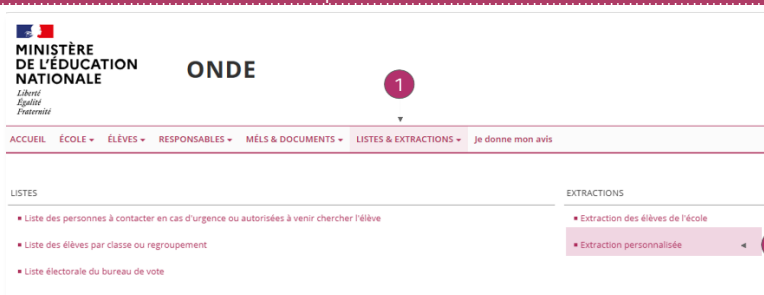 MINISTÈRE
DE L'ÉDUCATION
NATIONALE
Liberté
Égalité
Fraternité
ONDE
1
ACCUEIL ÉCOLE ÉLÈVES RESPONSABLES MÉLS & DOCUMENTS LISTES & EXTRACTIONS Je donne mon avis
LISTES
Liste des personnes à contacter en cas d'urgence ou autorisées à venir chercher l'élève
Liste des élèves par classe ou regroupement
Liste électorale du bureau de vote
EXTRACTIONS
Extraction des élèves de l'école
Extraction personnalisée